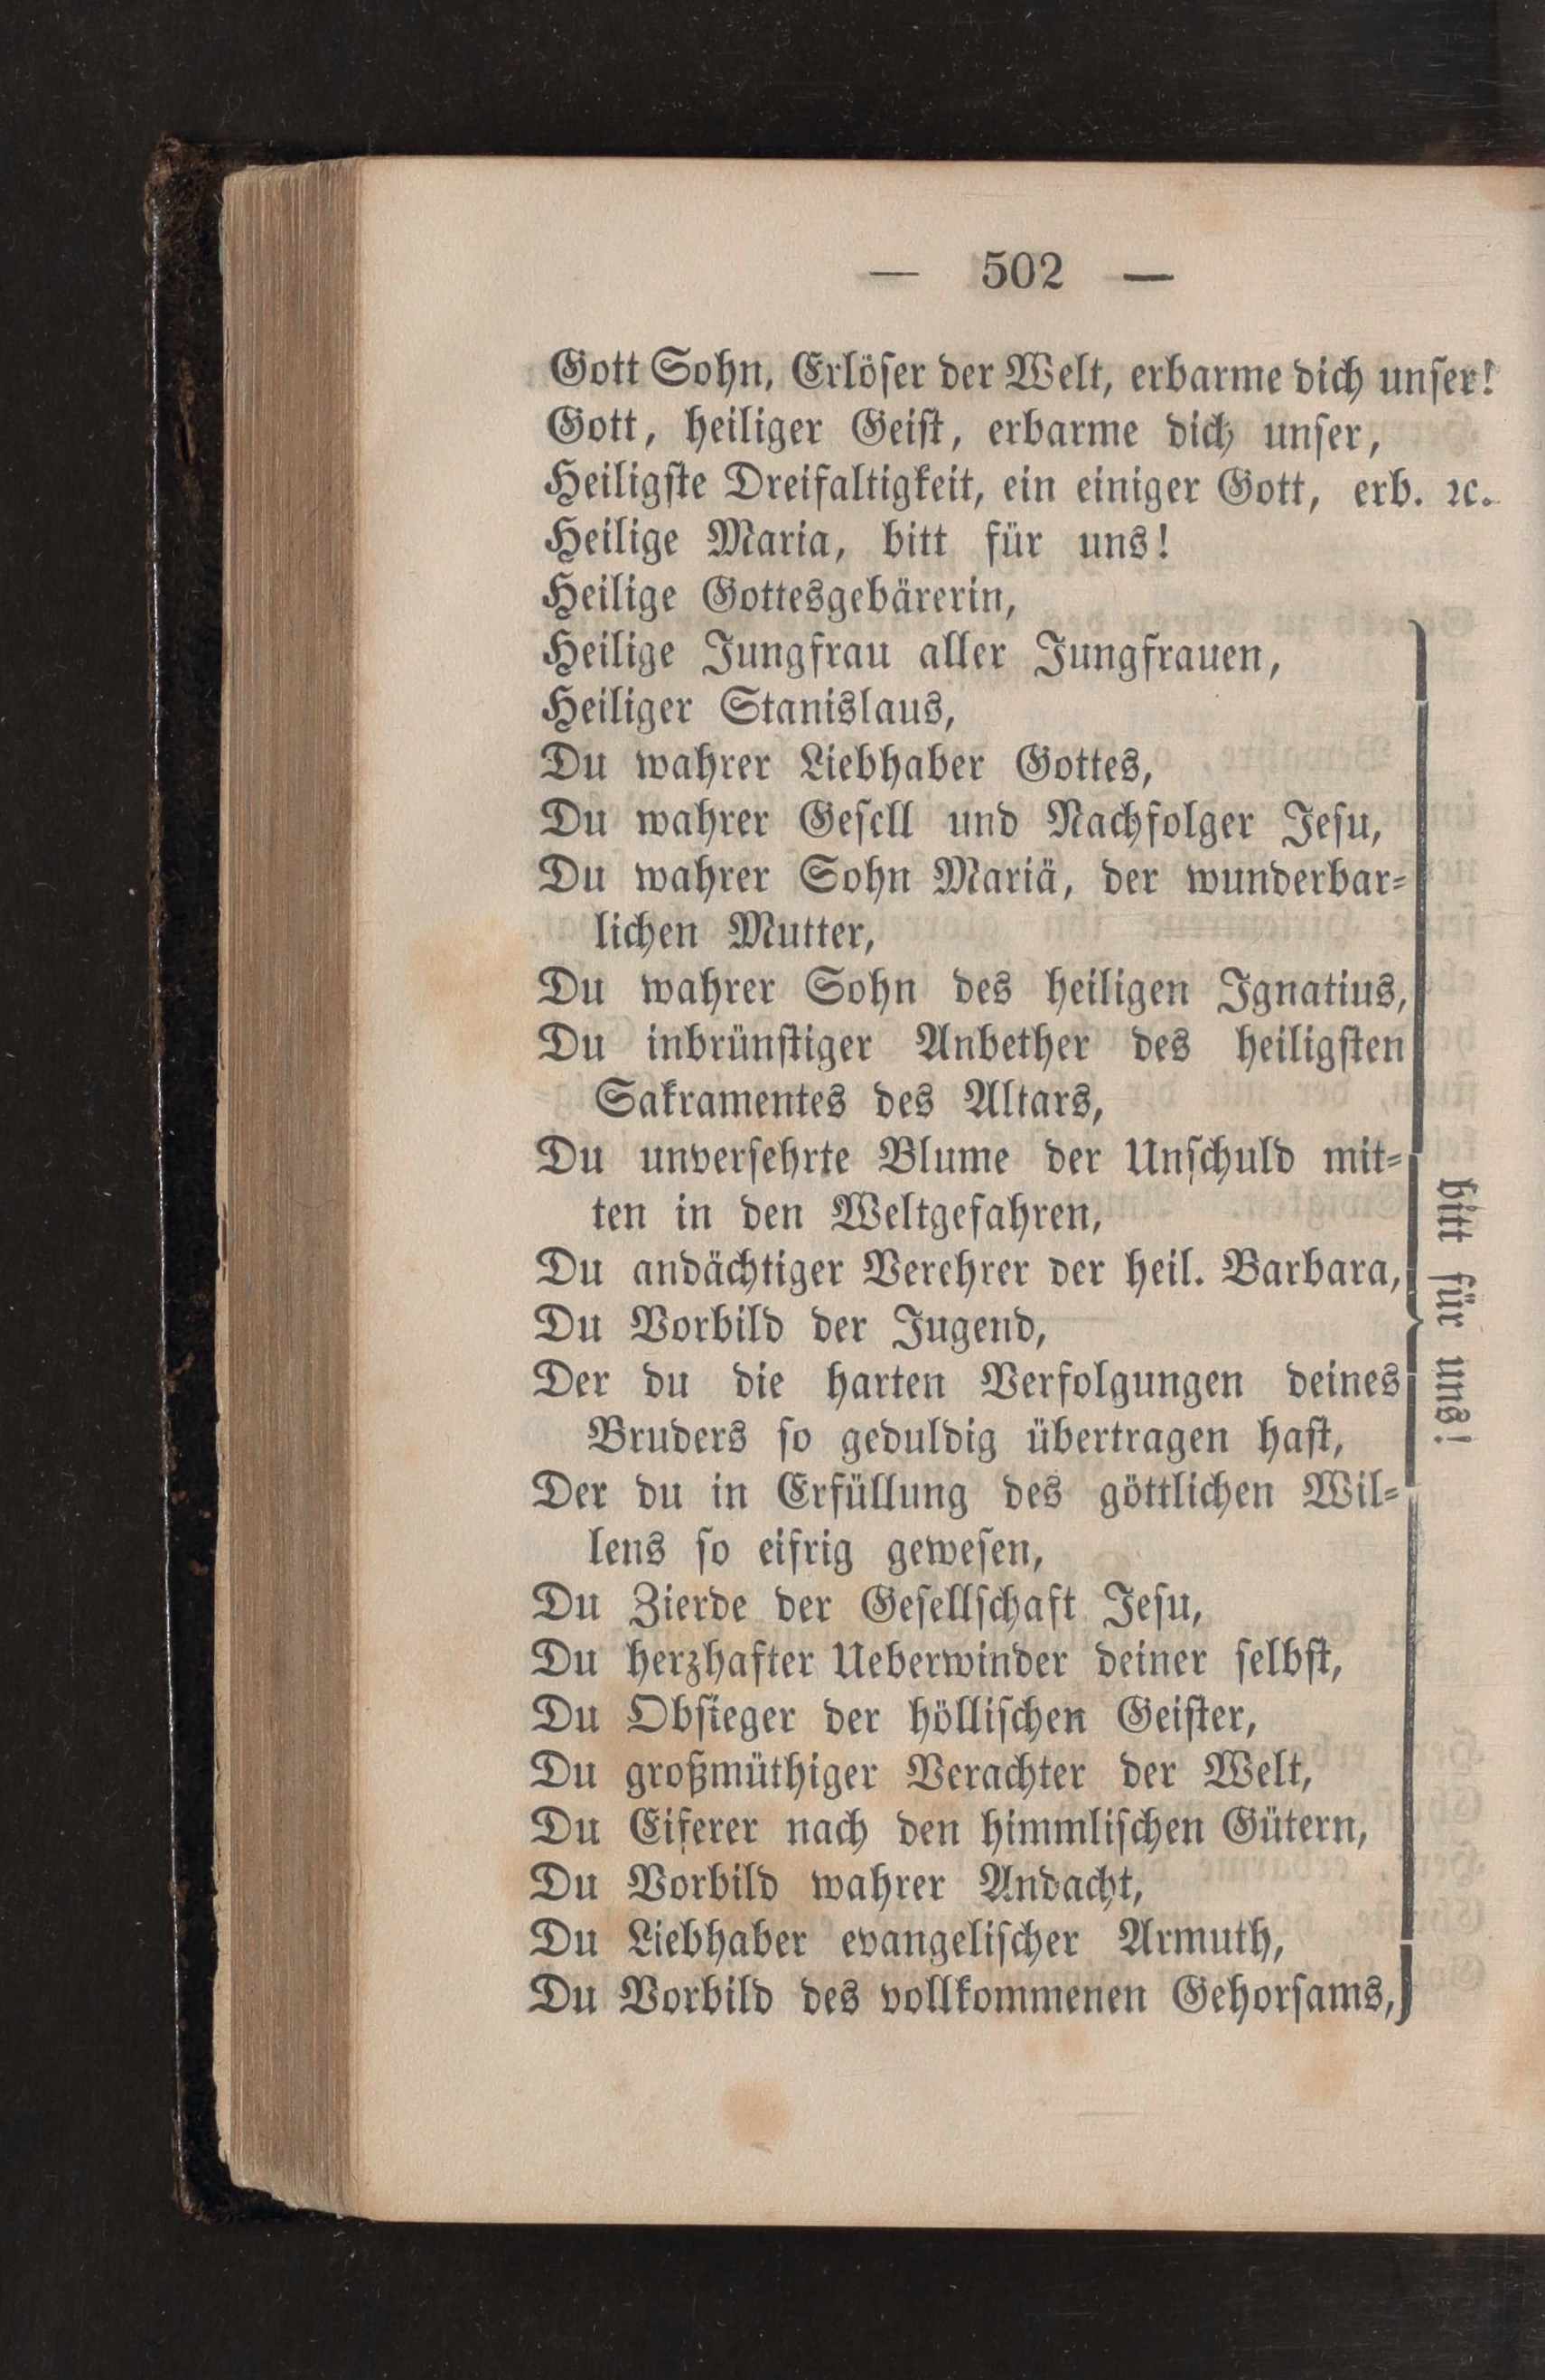 — 502 —
Gott Sohn, Erlöser der Welt, erbarme dich unser!
Gott, heiliger Geist, erbarme dich unser,
Heiligste Dreifaltigkeit, ein einiger Gott, erb. ꝛc.
Heilige Maria, bitt für uns!
Heilige Gottesgebärerin,
Heilige Jungfrau aller Jungfrauen,
Heiliger Stanislaus,
Du wahrer Liebhaber Gottes,
Du wahrer Gesell und Nachfolger Jesu,
Du wahrer Sohn Mariä, der wunderbar-
lichen Mutter,
Du wahrer Sohn des heiligen Ignatius,
Du inbrünstiger Anbether des heiligsten
Sakramentes des Altars,
Du unversehrte Blume der Unschuld mit-
ten in den Weltgefahren,
Du andächtiger Verehrer der heil. Barbara,
Du Vorbild der Jugend,
Der du die harten Verfolgungen deines
Bruders so geduldig übertragen hast,
Der du in Erfüllung des göttlichen Wil-
lens so eifrig gewesen,
Du Zierde der Gesellschaft Jesu,
Du herzhafter Ueberwinder deiner selbst,
Du Obsieger der höllischen Geister,
Du großmüthiger Verachter der Welt,
Du Eiferer nach den himmlischen Gütern,
Du Vorbild wahrer Andacht,
Du Liebhaber evangelischer Armuth,
Du Vorbild des vollkommenen Gehorsams,
bitt für uns!